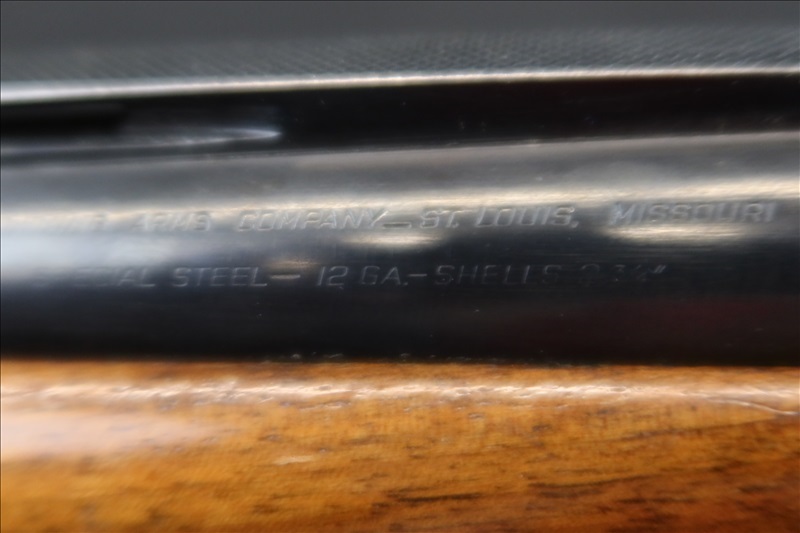 ARMS COMPANY — ST. LOUIS, MISSOURI
STEEL — 12 GA. — SHELLS 2 3/4"